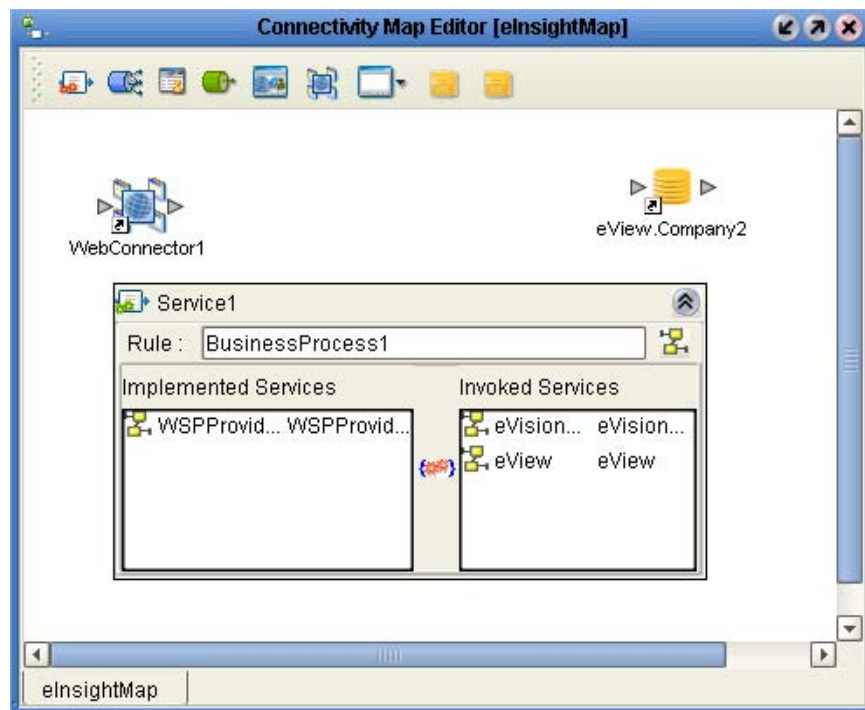 Connectivity Map Editor [eInsightMap]
WebConnector1
eView.Company2
Service1
Rule : BusinessProcess1
Implemented Services Invoked Services
WSPProvid... WSPProvid... eVision... eVision...
eView eView
eInsightMap